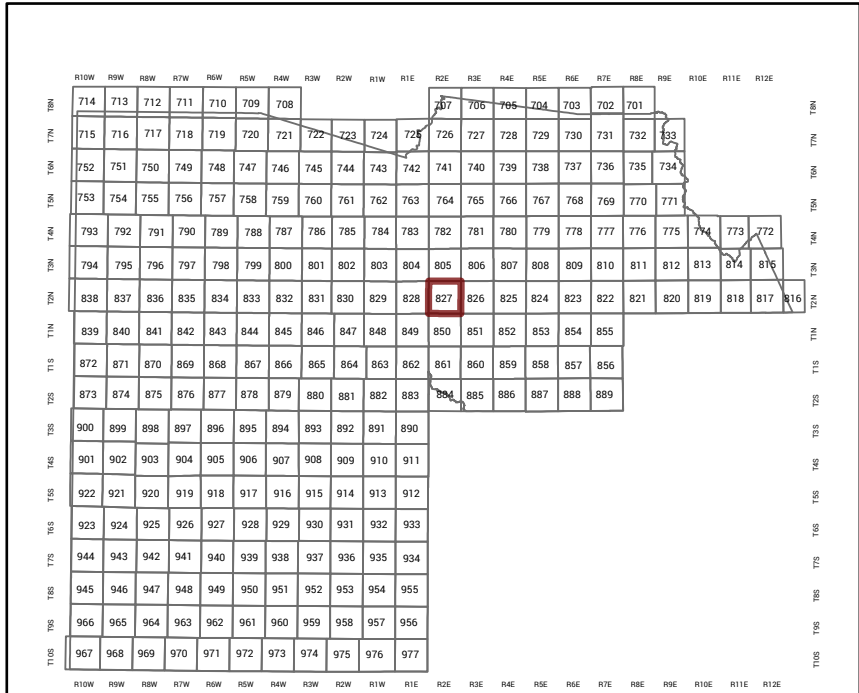 R10W R9W R8W R7W R6W R5W R4W R3W R2W R1W R1E R2E R3E R4E R5E R6E R7E R8E R9E R10E R11E R12E
T8N 714 713 712 711 710 709 708 707 706 705 704 703 702 701 T8N
T7N 715 716 717 718 719 720 721 722 723 724 725 726 727 728 729 730 731 732 733 T7N
T6N 752 751 750 749 748 747 746 745 744 743 742 741 740 739 738 737 736 735 734 T6N
T5N 753 754 755 756 757 758 759 760 761 762 763 764 765 766 767 768 769 770 771 T5N
T4N 793 792 791 790 789 788 787 786 785 784 783 782 781 780 779 778 777 776 775 774 773 772 T4N
T3N 794 795 796 797 798 799 800 801 802 803 804 805 806 807 808 809 810 811 812 813 814 815 T3N
T2N 838 837 836 835 834 833 832 831 830 829 828 827 826 825 824 823 822 821 820 819 818 817 816 T2N
T1N 839 840 841 842 843 844 845 846 847 848 849 850 851 852 853 854 855 T1N
T1S 872 871 870 869 868 867 866 865 864 863 862 861 860 859 858 857 856 T1S
T2S 873 874 875 876 877 878 879 880 881 882 883 884 885 886 887 888 889 T2S
T3S 900 899 898 897 896 895 894 893 892 891 890 T3S
T4S 901 902 903 904 905 906 907 908 909 910 911 T4S
T5S 922 921 920 919 918 917 916 915 914 913 912 T5S
T6S 923 924 925 926 927 928 929 930 931 932 933 T6S
T7S 944 943 942 941 940 939 938 937 936 935 934 T7S
T8S 945 946 947 948 949 950 951 952 953 954 955 T8S
T9S 966 965 964 963 962 961 960 959 958 957 956 T9S
T10S 967 968 969 970 971 972 973 974 975 976 977 T10S
R10W R9W R8W R7W R6W R5W R4W R3W R2W R1W R1E R2E R3E R4E R5E R6E R7E R8E R9E R10E R11E R12E